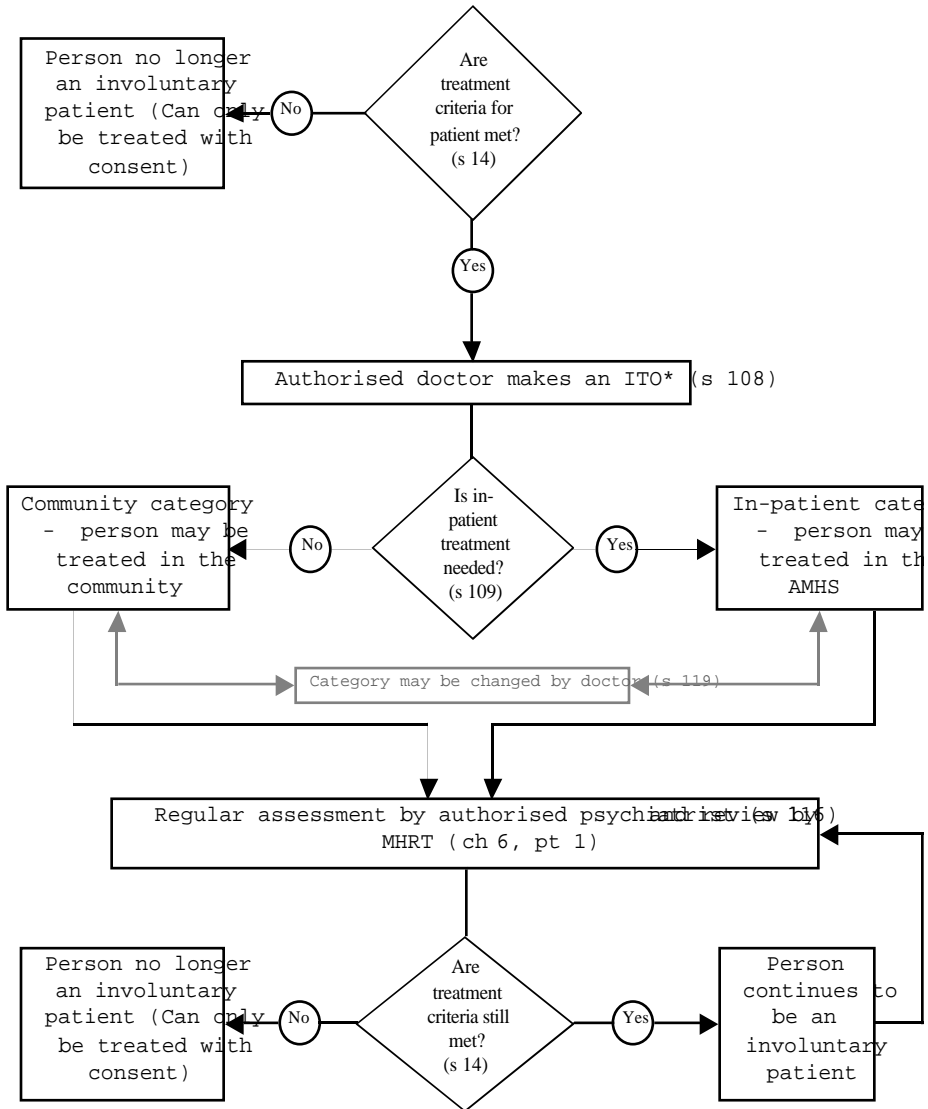 Person no longer
an involuntary
patient (Can only
be treated with
consent)
No
Are
treatment
criteria for
patient met?
(s 14)
Yes
Authorised doctor makes an ITO* (s 108)
Community category
- person may be
treated in the
community
No
Is in-
patient
treatment
needed?
(s 109)
Yes
In-patient cate
- person may
treated in th
AMHS
Category may be changed by doctor (s 119)
Regular assessment by authorised psychiatrist (s 116)
and review by
MHRT (ch 6, pt 1)
Person no longer
an involuntary
patient (Can only
be treated with
consent)
No
Are
treatment
criteria still
met?
(s 14)
Yes
Person
continues to
be an
involuntary
patient